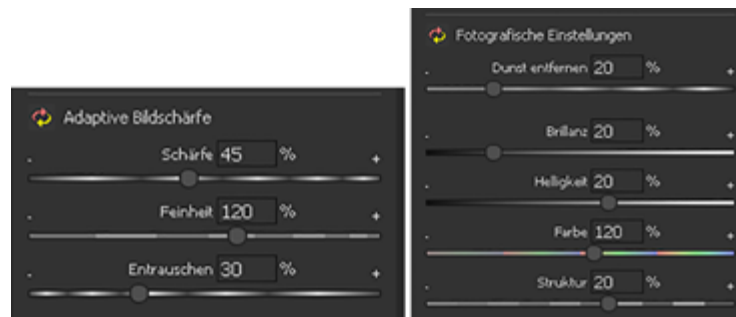 Adaptive Bildschärfe
- Schärfe 45 % +
- Feinheit 120 % +
- Entrauschen 30 % +
Fotografische Einstellungen
- Dunst entfernen 20 % +
- Brillanz 20 % +
- Helligkeit 20 % +
- Farbe 120 % +
- Struktur 20 % +